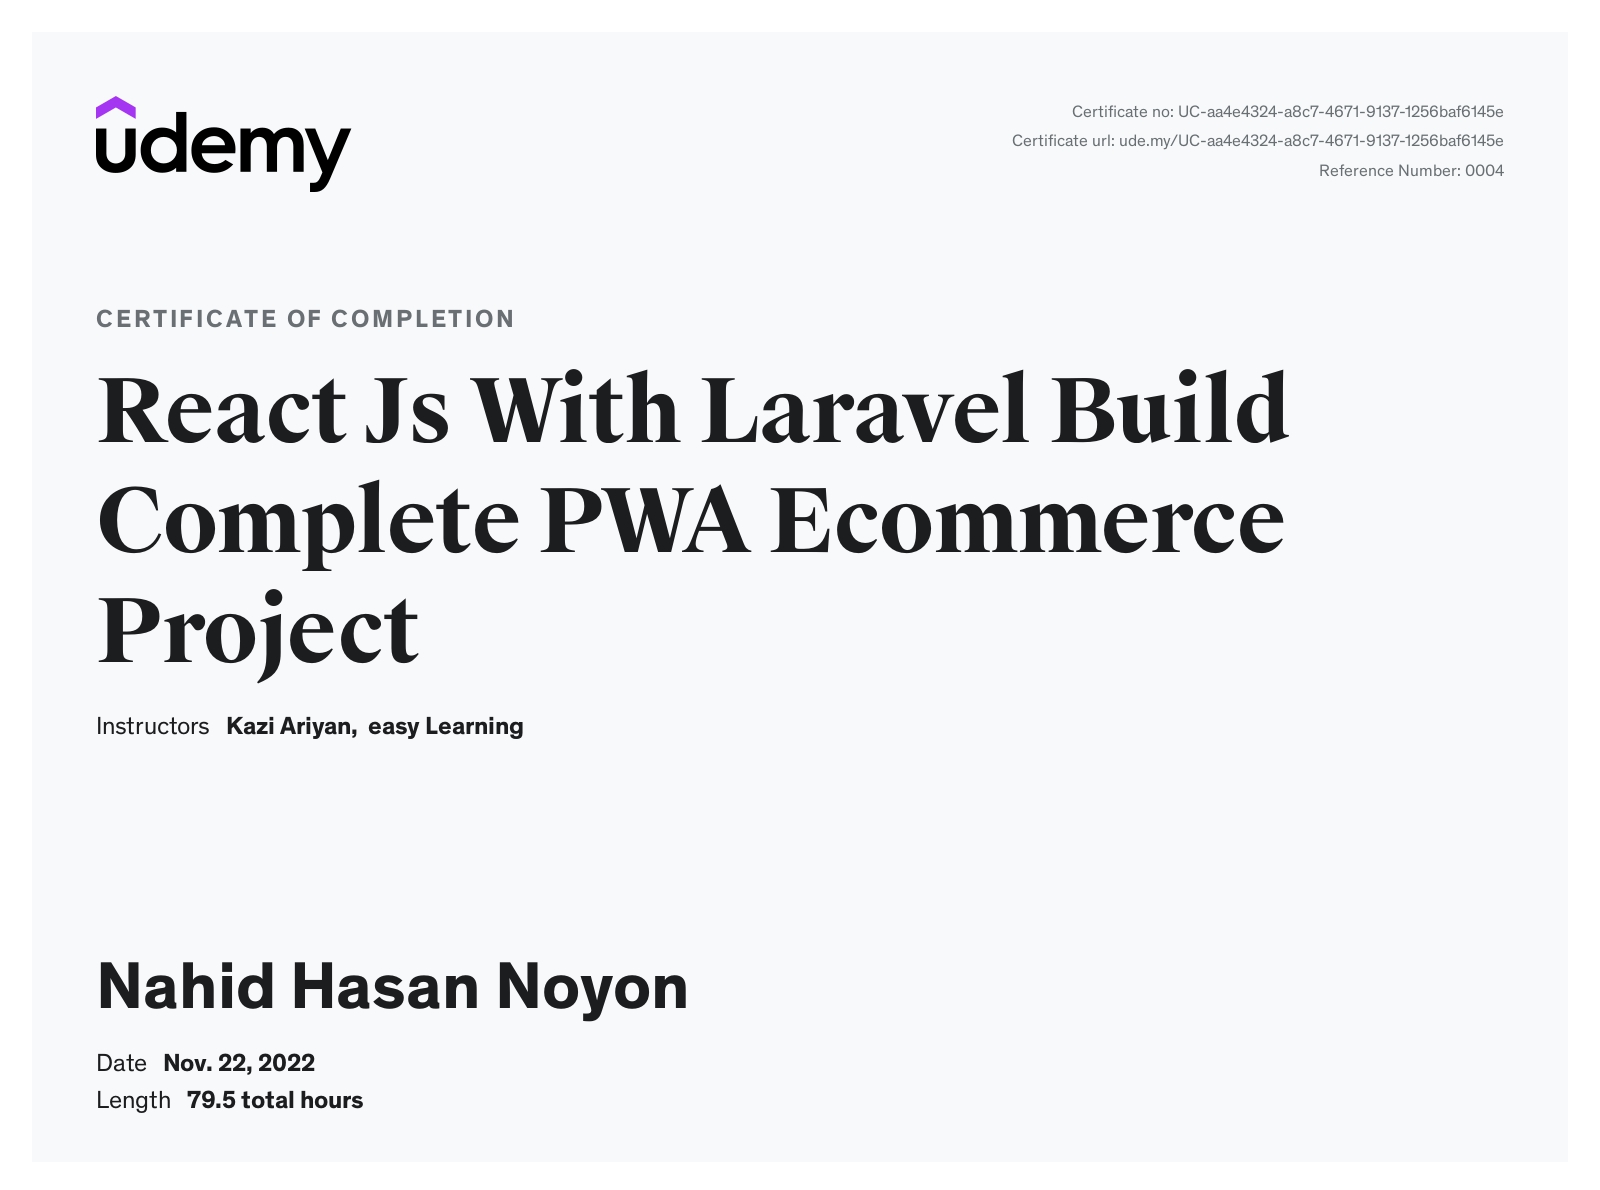 udemy
Certificate no: UC-aa4e4324-a8c7-4671-9137-1256baf6145e
Certificate url: ude.my/UC-aa4e4324-a8c7-4671-9137-1256baf6145e
Reference Number: 0004
CERTIFICATE OF COMPLETION
React Js With Laravel Build
Complete PWA Ecommerce
Project
Instructors Kazi Ariyan, easy Learning
Nahid Hasan Noyon
Date Nov. 22, 2022
Length 79.5 total hours